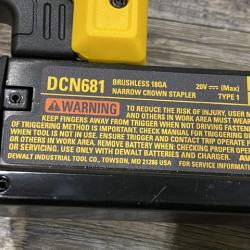 DCN681 BRUSHLESS 18GA 20V ⎓ (Max)
NARROW CROWN STAPLER TYPE 1
WARNING TO REDUCE THE RISK OF INJURY, USER M
AND OTHERS IN WORK AREA
KEEP FINGERS AWAY FROM TRIGGER WHEN NOT DRIVING FASTENE
OF TRIGGERING METHOD IS IMPORTANT. CHECK MANUAL FOR TRIGGERING O
WHEN TOOL IS NOT IN USE. ENSURE TRIGGER AND CONTACT TRIP OPERATE P
OR OTHERS IN WORK AREA. REMOVE BATTERY WHEN
OR UNLOADING. USE ONLY WITH DEWALT BATTERIES AND CHARGER. AV
DEWALT INDUSTRIAL TOOL CO., TOWSON, MD 21286 USA FOR SERVICE INFORMATION,